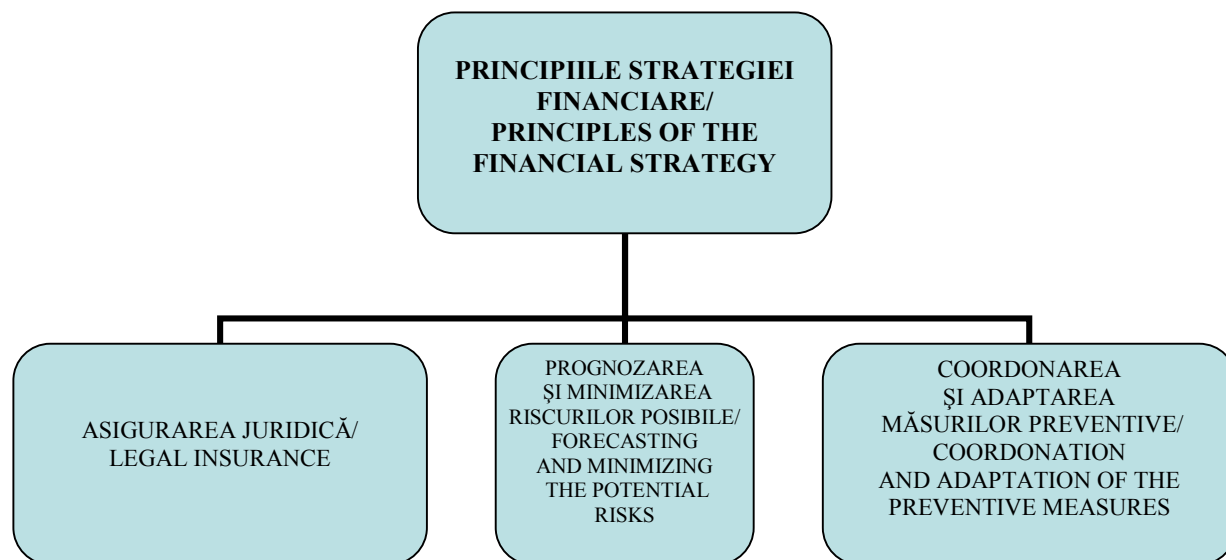 PRINCIPIILE STRATEGIEI
FINANCIARE/
PRINCIPLES OF THE
FINANCIAL STRATEGY
ASIGURAREA JURIDICĂ/
LEGAL INSURANCE
PROGNOZAREA
ŞI MINIMIZAREA
RISCURILOR POSIBILE/
FORECASTING
AND MINIMIZING
THE POTENTIAL
RISKS
COORDONAREA
ŞI ADAPTAREA
MĂSURILOR PREVENTIVE/
COORDONATION
AND ADAPTATION OF THE
PREVENTIVE MEASURES